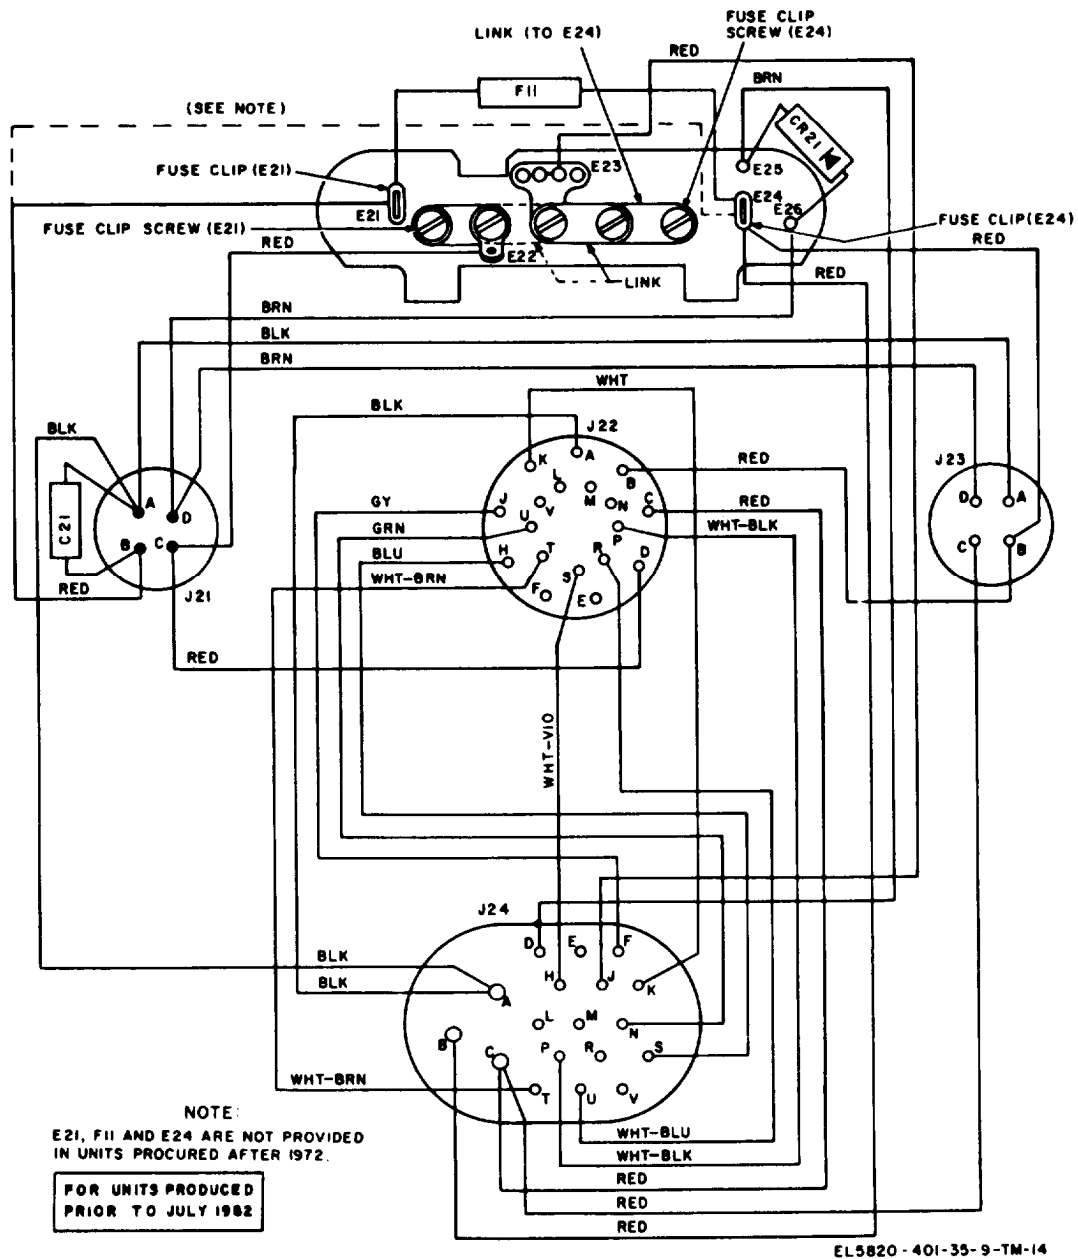 FUSE CLIP
SCREW (E24)
LINK (TO E24)
RED
BRN
F11
(SEE NOTE)
CR21
E23
E25
FUSE CLIP (E21)
E24
E21
E26
FUSE CLIP(E24)
FUSE CLIP SCREW (E21)
RED
RED
E22
RED
LINK
BRN
BLK
BRN
WHT
BLK
J22
BLK
K
A
RED
J23
L
B
D
A
A
GY
J
M
N
C
RED
D
V
U
WHT-BLK
C21
GRN
P
B
C
C
B
BLU
H
T
R
D
WHT-BRN
S
RED
F
E
J21
RED
WHT-VIO
J24
D
E
F
BLK
H
J
K
BLK
A
L
M
N
B
C
P
R
S
WHT-BRN
T
U
V
NOTE:
E21, F11 AND E24 ARE NOT PROVIDED
IN UNITS PROCURED AFTER 1972.
WHT-BLU
WHT-BLK
RED
FOR UNITS PRODUCED
PRIOR TO JULY 1982
RED
RED
EL5820-401-35-9-TM-14